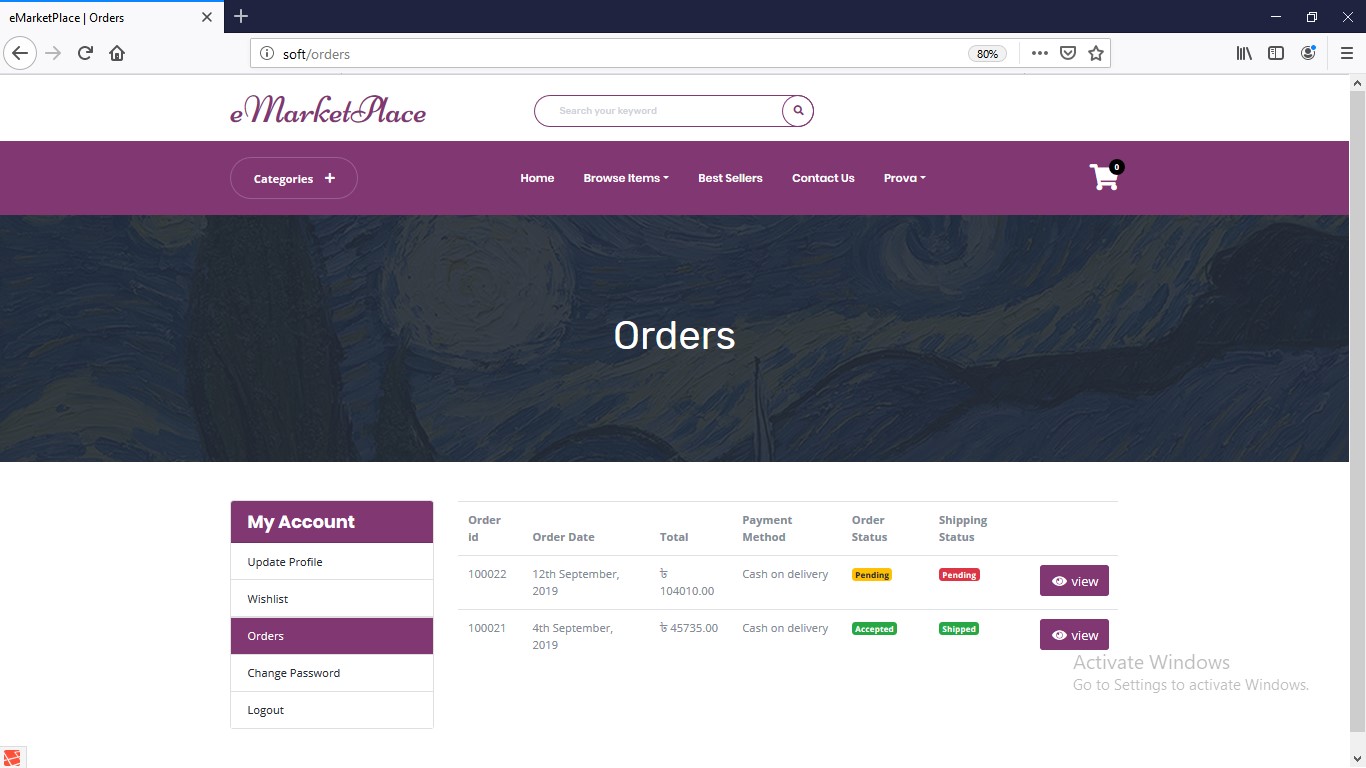 eMarketPlace | Orders
soft/orders
80%
eMarketPlace
Search your keyword
Categories +
Home
Browse Items
Best Sellers
Contact Us
Prova
0
Orders
My Account
Update Profile
Wishlist
Orders
Change Password
Logout
Order id Order Date Total Payment Method Order Status Shipping Status
100022 12th September, 2019 ৳ 104010.00 Cash on delivery Pending Pending view
100021 4th September, 2019 ৳ 45735.00 Cash on delivery Accepted Shipped view
Activate Windows
Go to Settings to activate Windows.